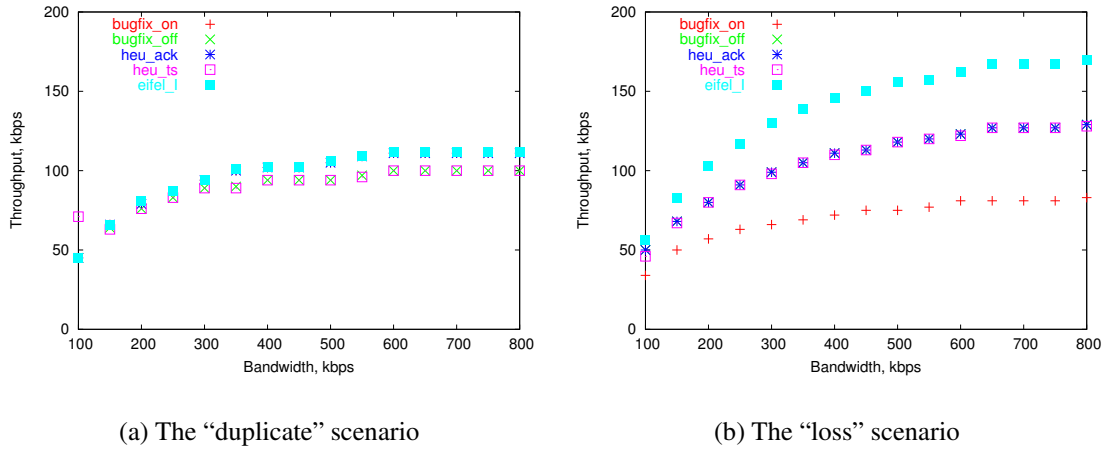 200
150
100
50
0
Throughput, kbps
100 200 300 400 500 600 700 800
Bandwidth, kbps
bugfix_on
bugfix_off
heu_ack
heu_ts
eifel_l
(a) The “duplicate” scenario
200
150
100
50
0
Throughput, kbps
100 200 300 400 500 600 700 800
Bandwidth, kbps
bugfix_on
bugfix_off
heu_ack
heu_ts
eifel_l
(b) The “loss” scenario